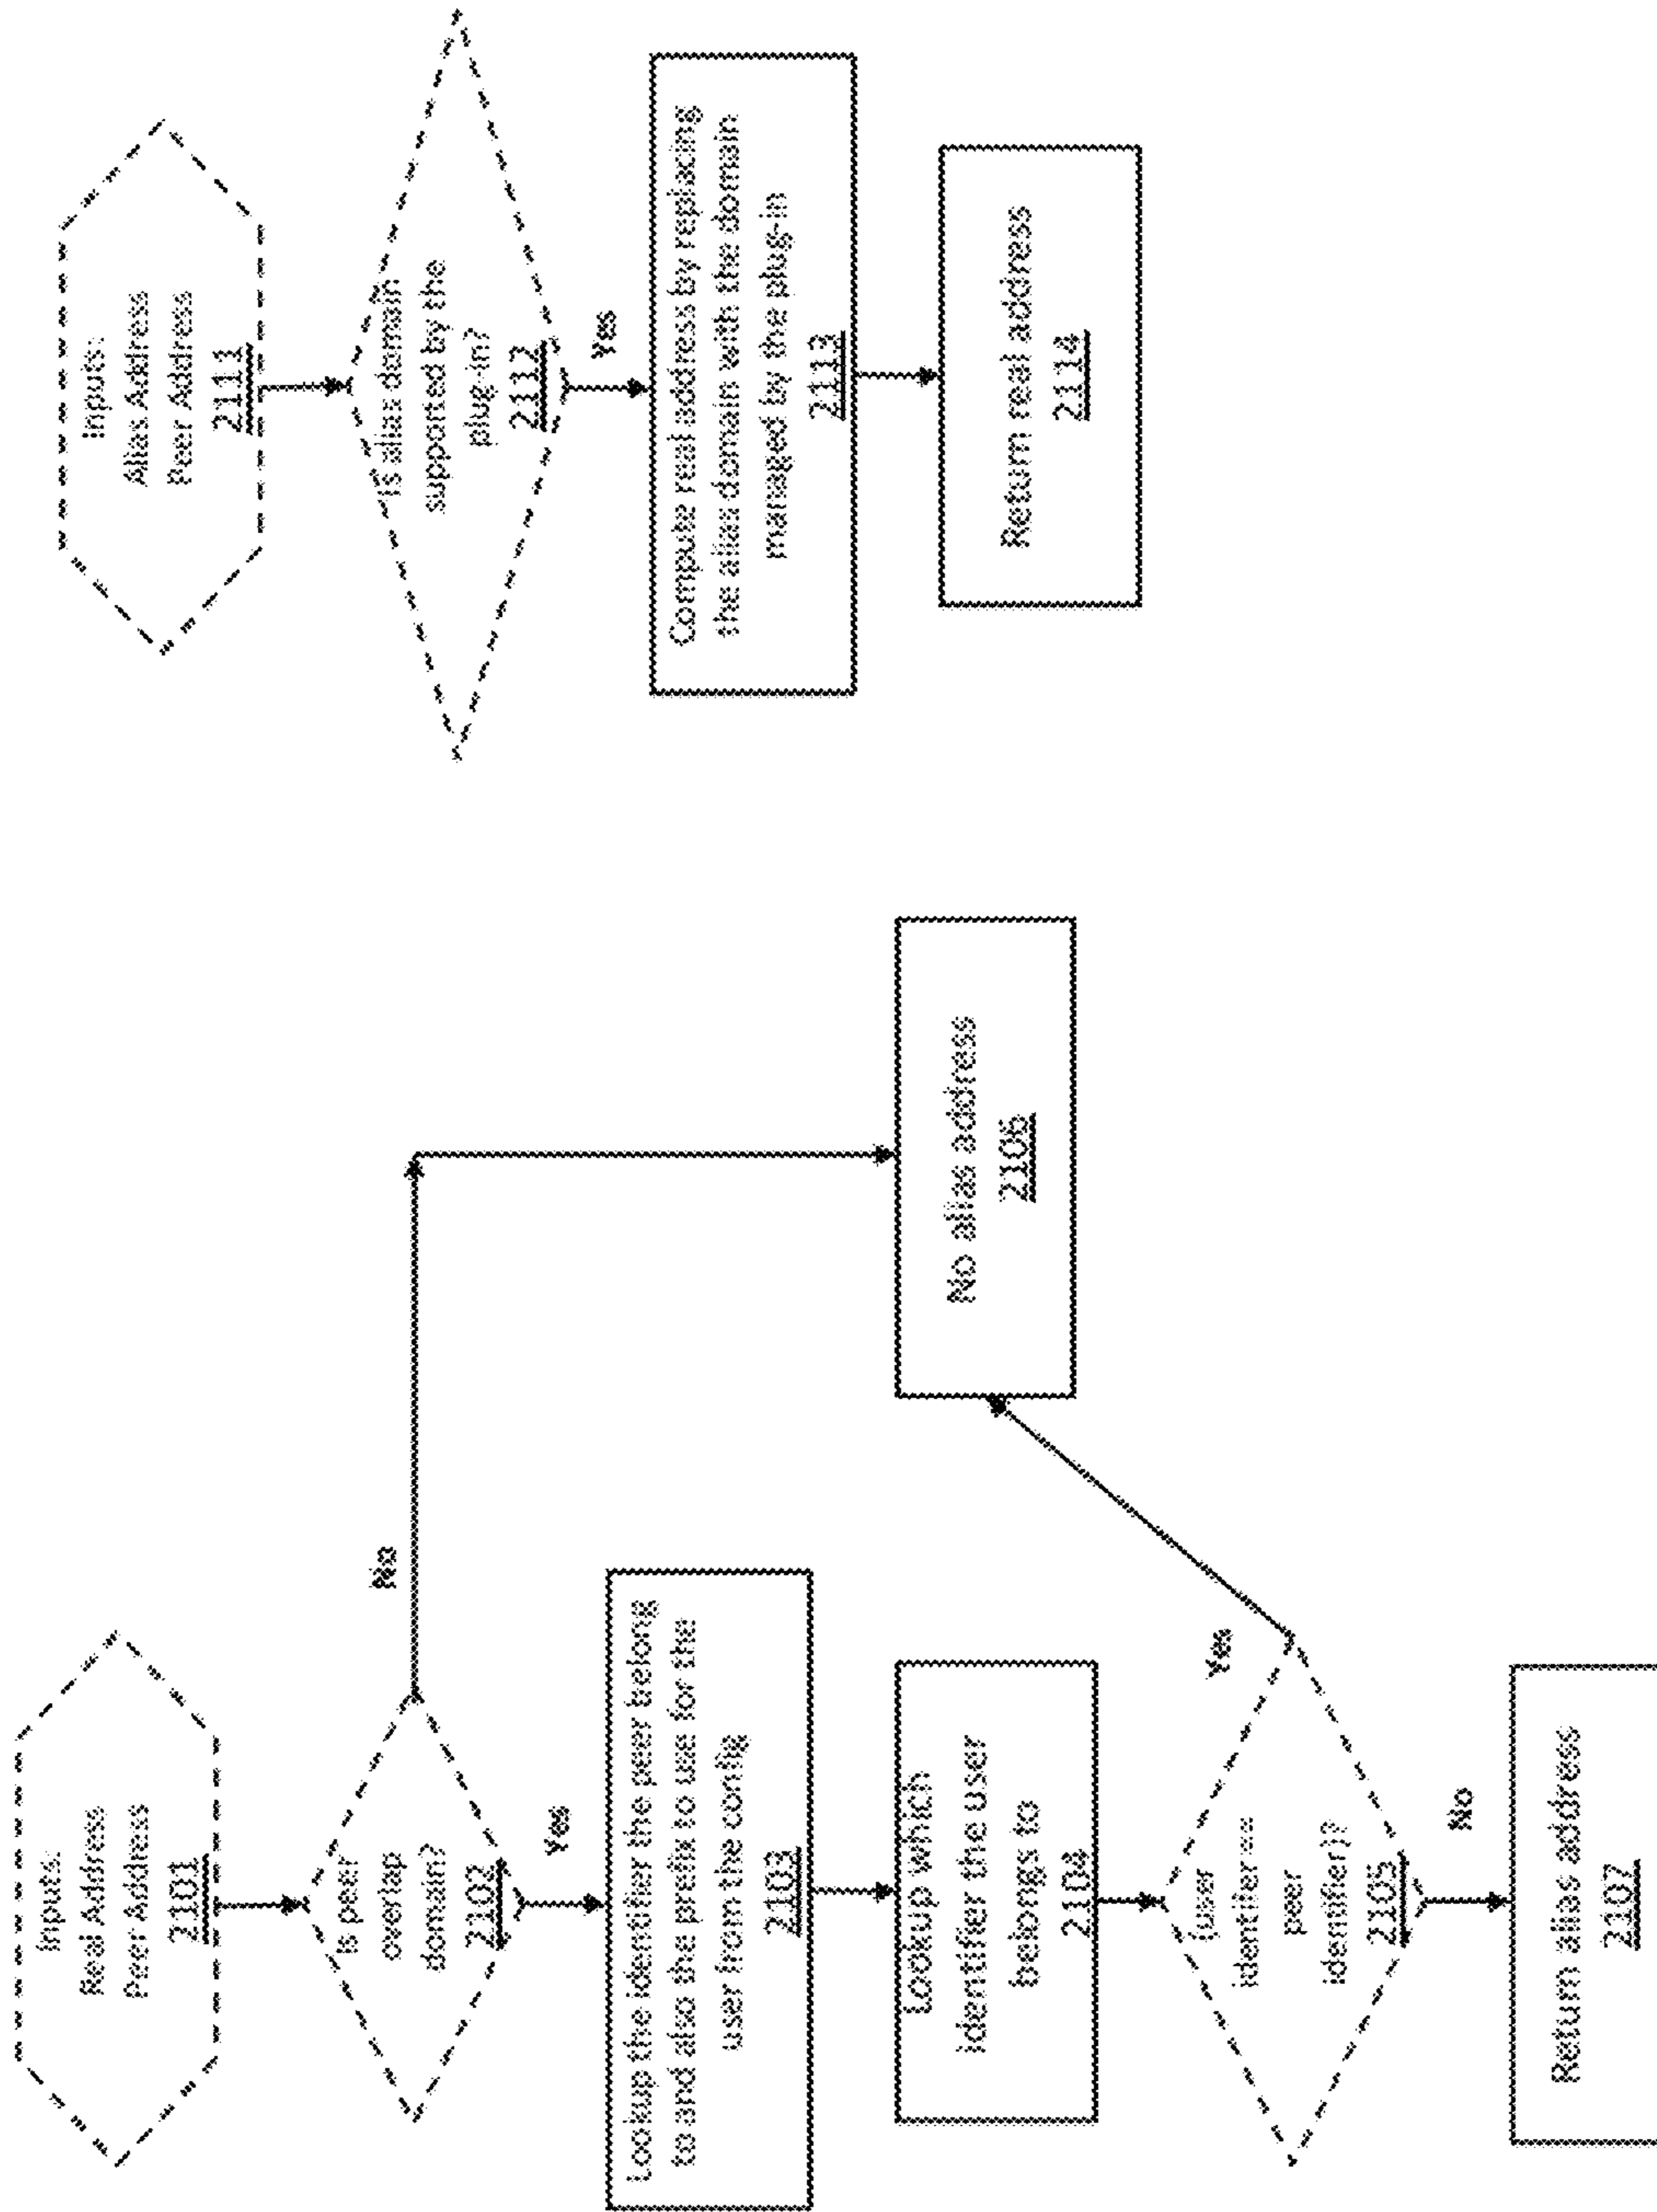 Inputs:
Real Address
Peer Address
2101
Is peer
overlap
domain?
2102
No
Yes
Lookup the identifier the peer belong
to and also the prefix to use for the
user from the config
2103
Lookup which
identifer the user
belongs to
2104
(user
identifier==
peer
identifier)?
2105
Yes
No
No alias address
2106
Return alias address
2107
Inputs:
Alias Address
Peer Address
2111
Is alias domain
supported by the
plug-in?
2112
Yes
Compute real address by replacing
the alias domain with the domain
managed by the plug-in
2113
Return real address
2114